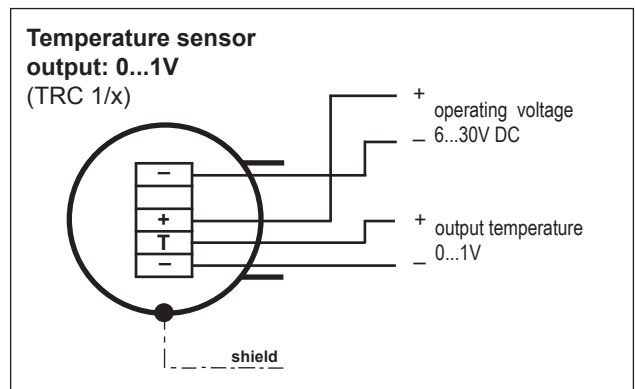 Temperature sensor
output: 0...1V
(TRC 1/x)
+
operating voltage
– 6...30V DC
–
+
T
–
+
output temperature
– 0...1V
shield